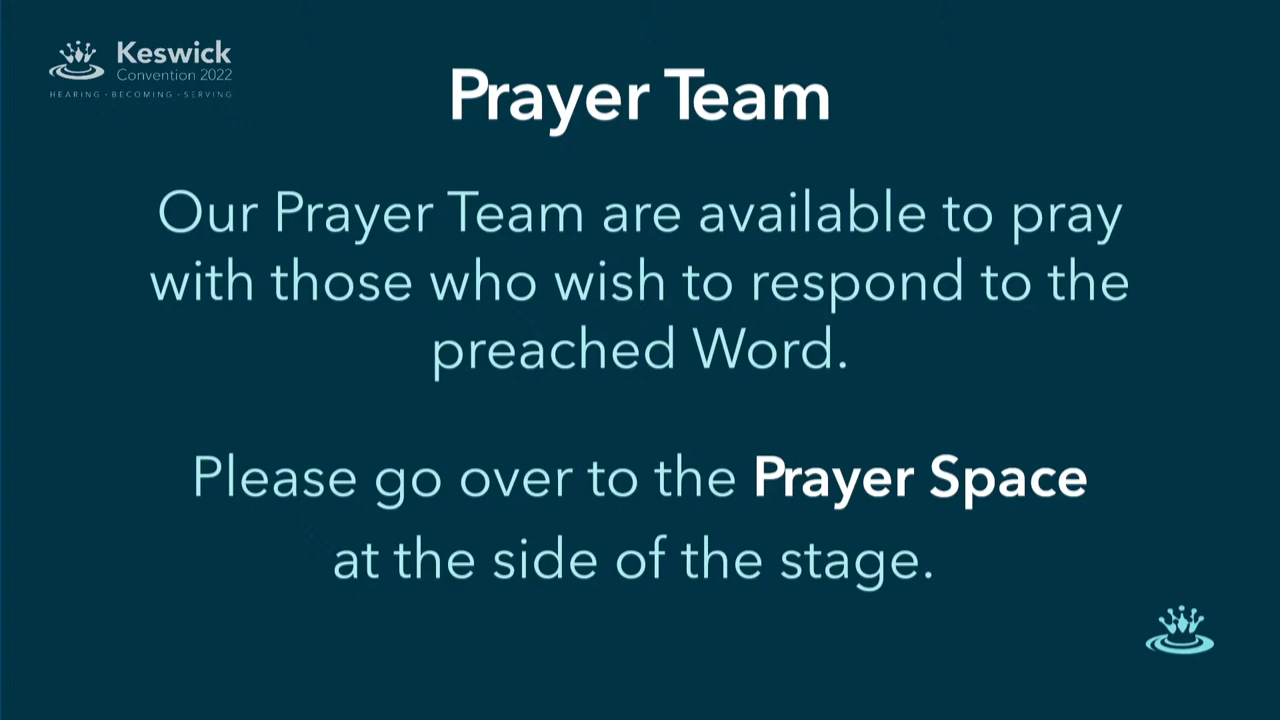 Keswick
Convention 2022
HEARING · BECOMING · SERVING
Prayer Team
Our Prayer Team are available to pray
with those who wish to respond to the
preached Word.
Please go over to the Prayer Space
at the side of the stage.